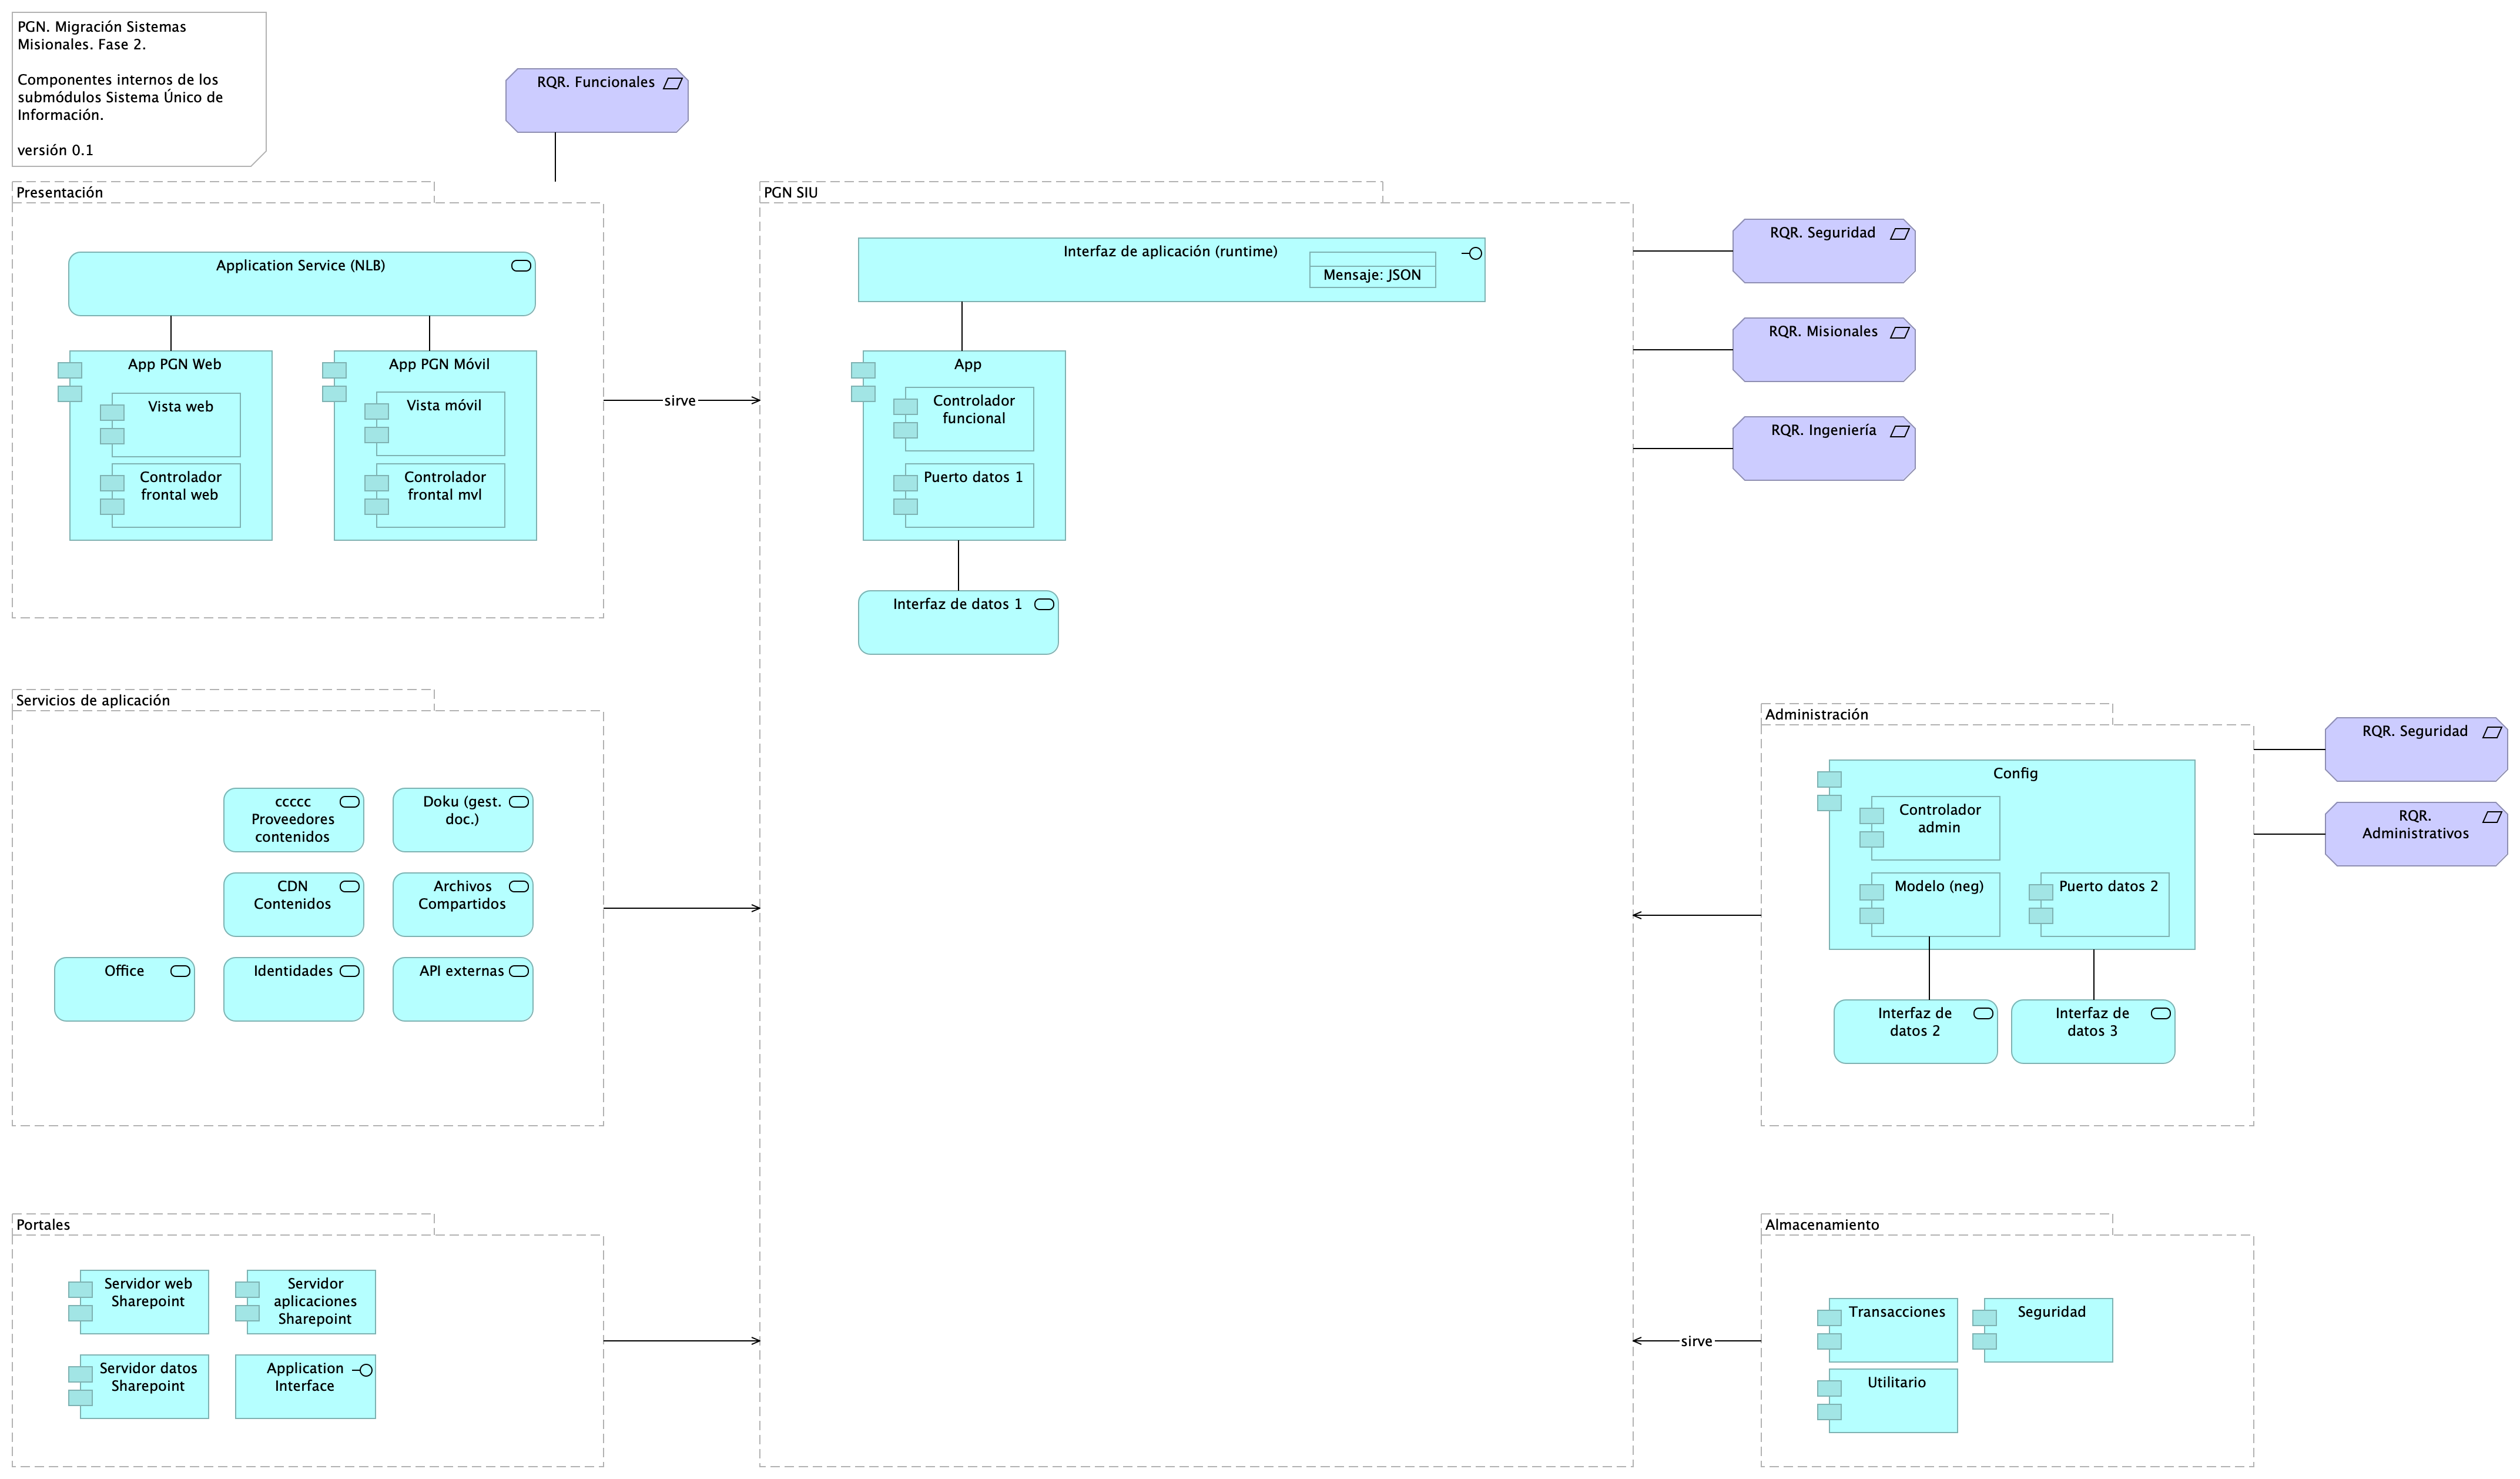 PGN. Migración Sistemas
Misionales. Fase 2.
Componentes internos de los
submódulos Sistema Único de
Información.
versión 0.1
RQR. Funcionales
Presentación
Application Service (NLB)
App PGN Web
Vista web
Controlador
frontal web
App PGN Móvil
Vista móvil
Controlador
frontal mvl
sirve
PGN SIU
Interfaz de aplicación (runtime)
Mensaje: JSON
App
Controlador
funcional
Puerto datos 1
Interfaz de datos 1
RQR. Seguridad
RQR. Misionales
RQR. Ingeniería
Servicios de aplicación
ccccc
Proveedores
contenidos
Doku (gest.
doc.)
CDN
Contenidos
Archivos
Compartidos
Office
Identidades
API externas
Administración
Config
Controlador
admin
Modelo (neg)
Puerto datos 2
Interfaz de
datos 2
Interfaz de
datos 3
RQR. Seguridad
RQR.
Administrativos
Portales
Servidor web
Sharepoint
Servidor
aplicaciones
Sharepoint
Servidor datos
Sharepoint
Application
Interface
Almacenamiento
sirve
Transacciones
Seguridad
Utilitario